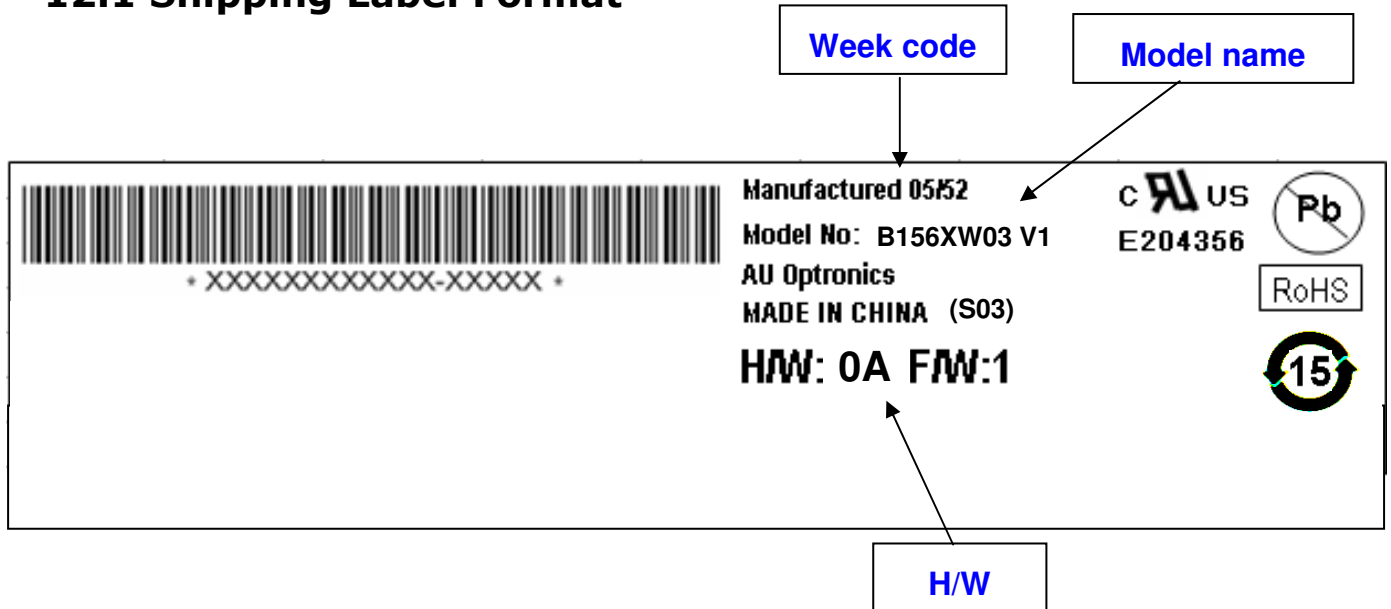 12.1 Shipping Label Format
Week code
Model name
Manufactured 05/52
Model No: B156XW03 V1
AU Optronics
MADE IN CHINA (S03)
H/W: 0A F/W:1
* XXXXXXXXXXXX-XXXXX *
C RU US
E204356
Pb
RoHS
15
H/W